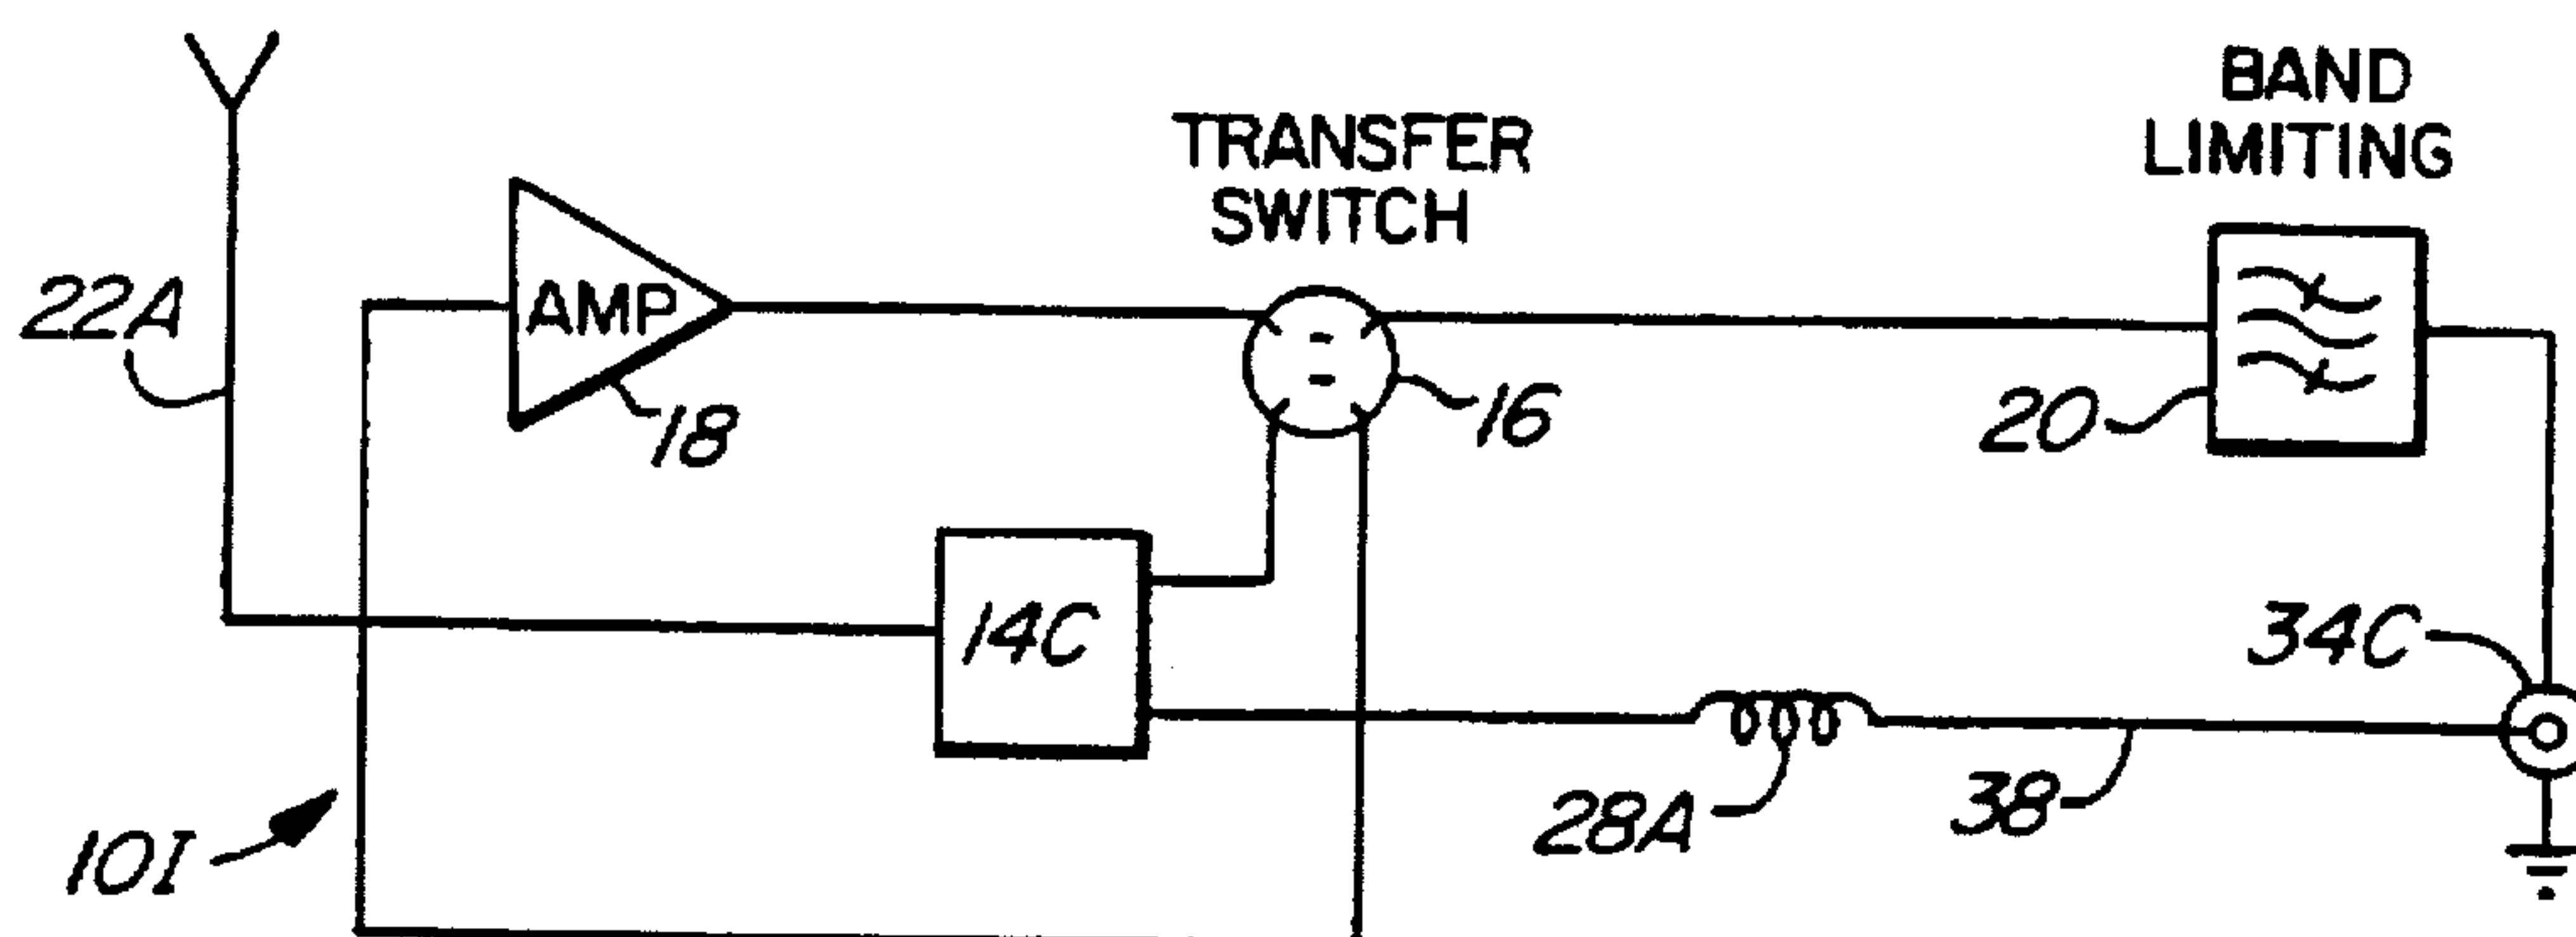 BAND
LIMITING
TRANSFER
SWITCH
22A
AMP
18
16
20
14C
34C
28A
38
10I